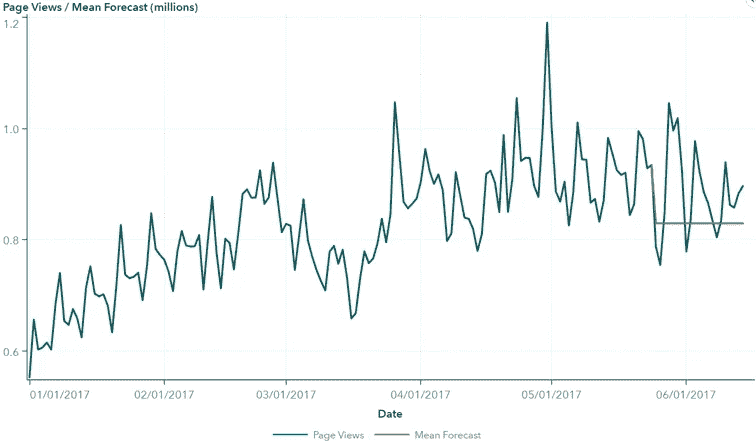 Page Views / Mean Forecast (millions)
1.2
1.0
0.8
0.6
01/01/2017 02/01/2017 03/01/2017 04/01/2017 05/01/2017 06/01/2017
Date
Page Views Mean Forecast